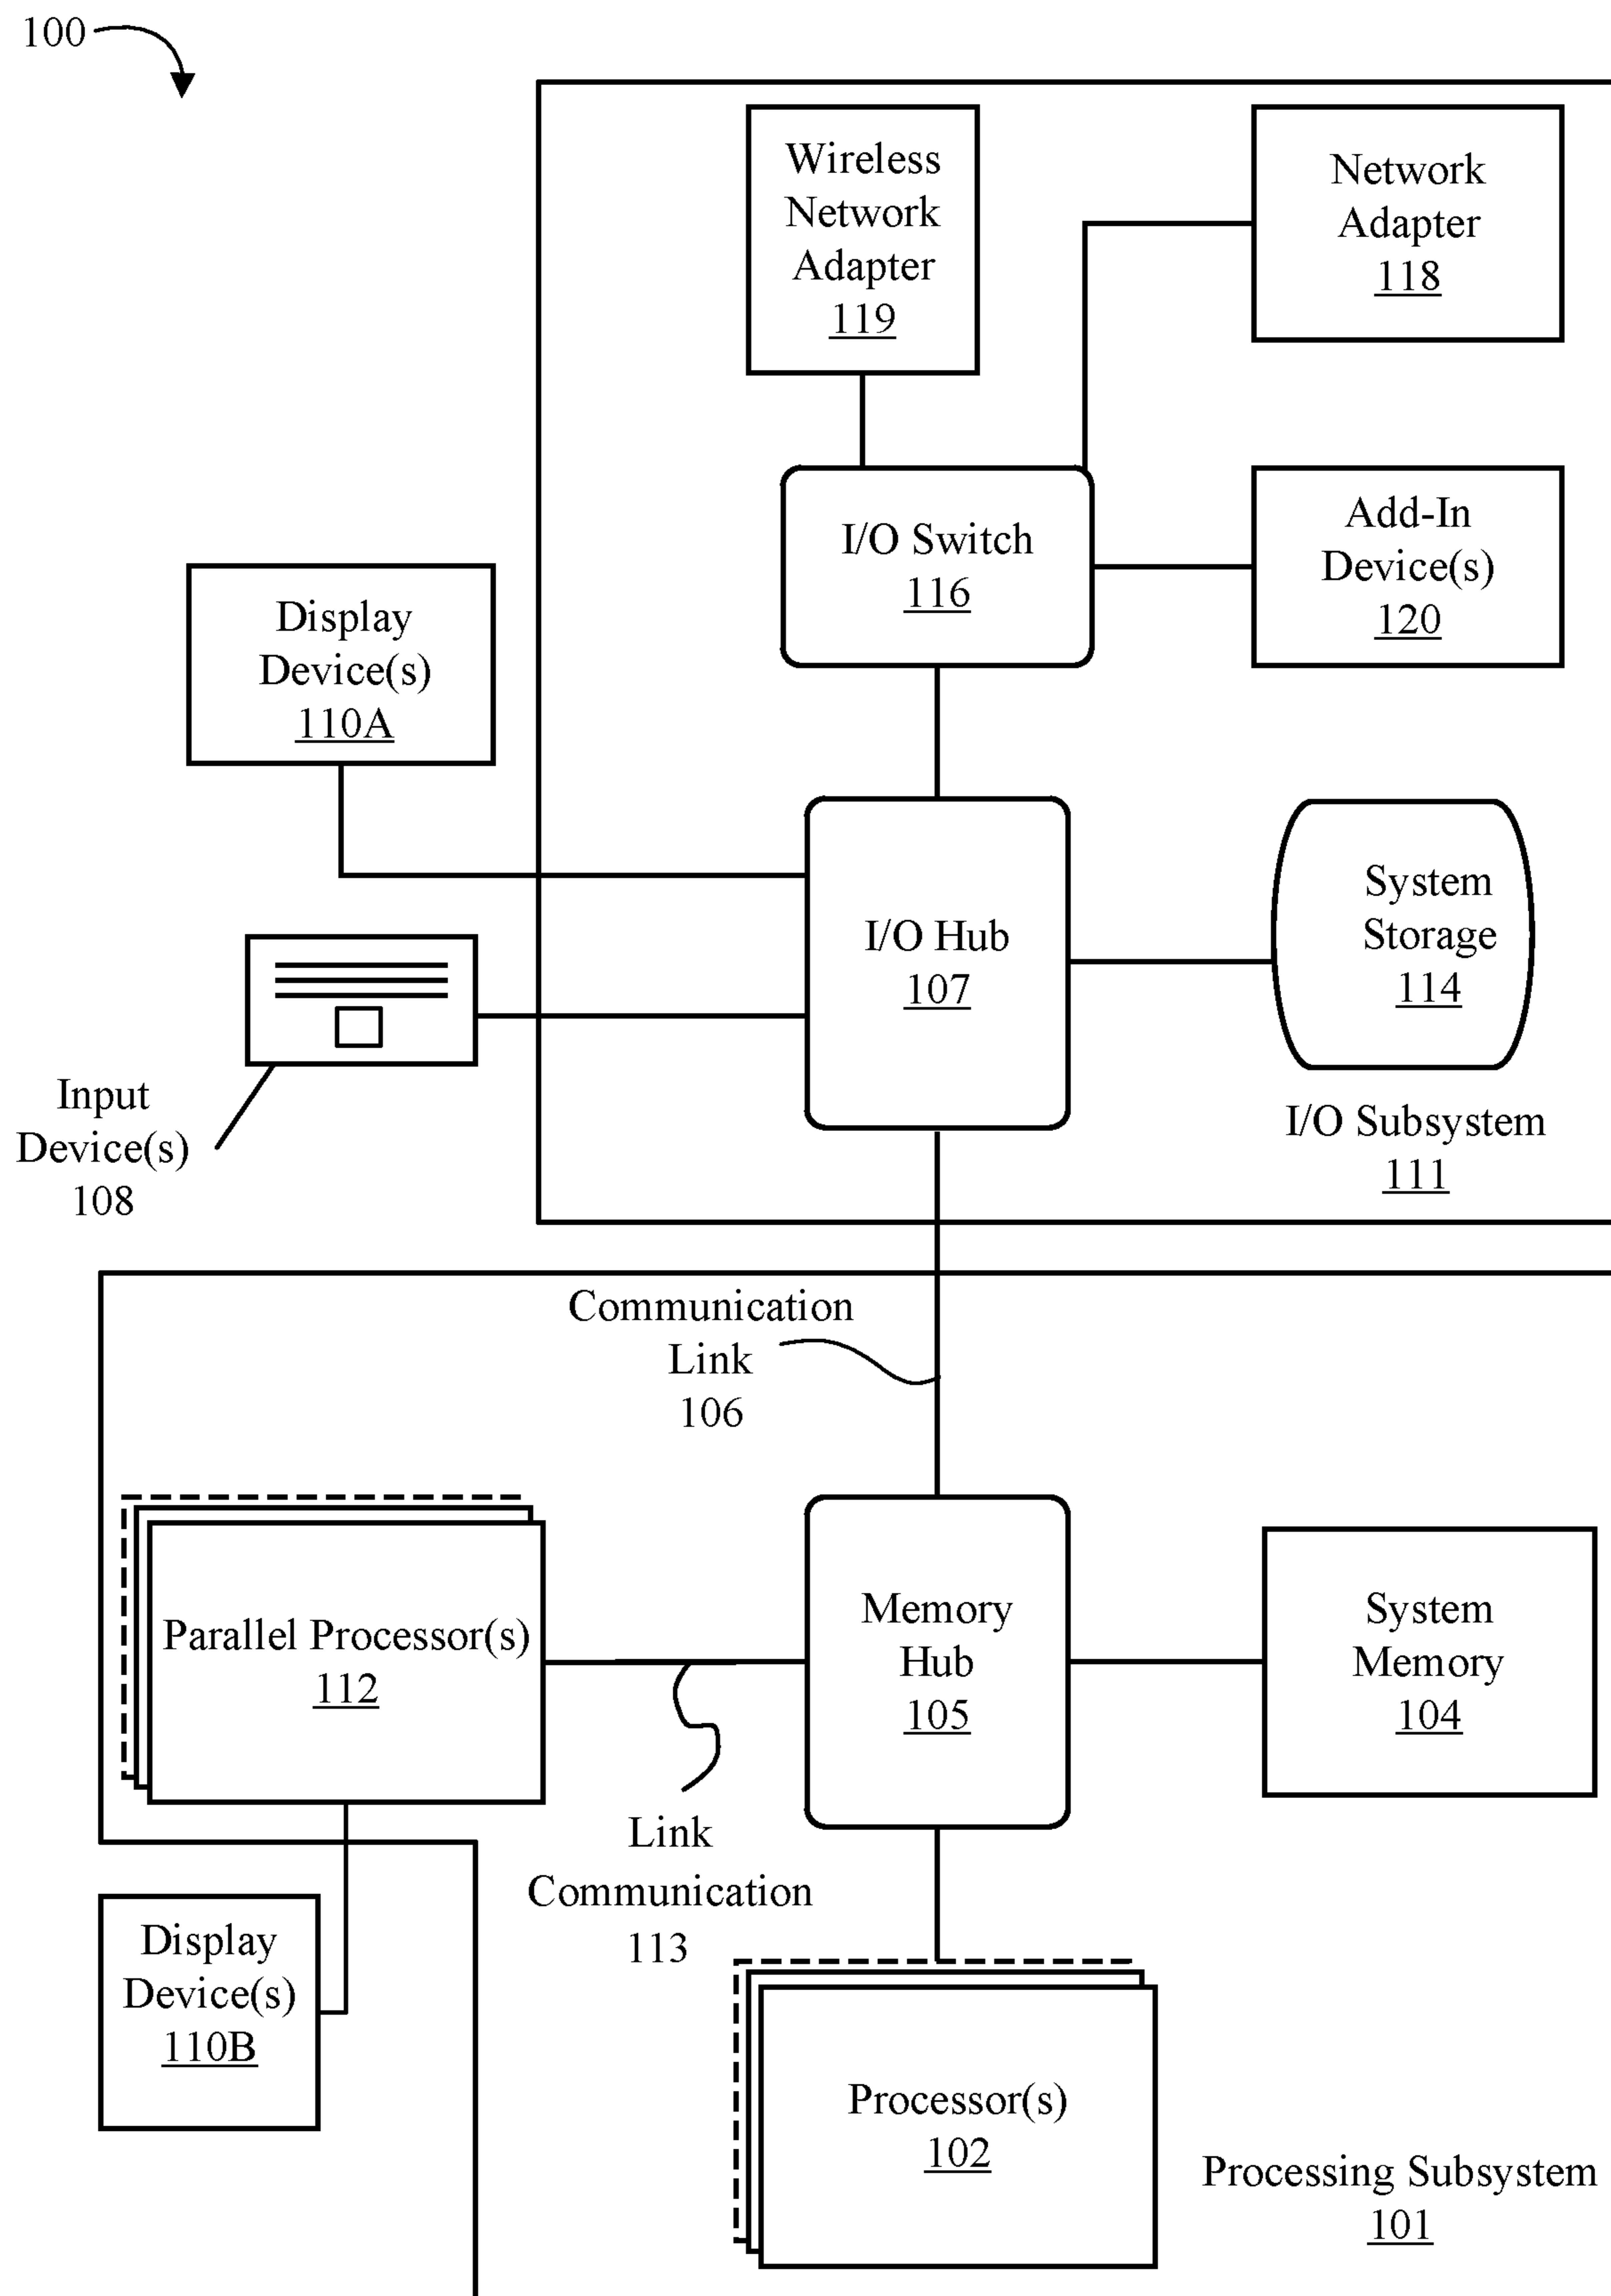 100
Wireless
Network
Adapter
119
Network
Adapter
118
I/O Switch
116
Add-In
Device(s)
120
Display
Device(s)
110A
I/O Hub
107
System
Storage
114
Input
Device(s)
108
I/O Subsystem
111
Communication
Link
106
Parallel Processor(s)
112
Memory
Hub
105
System
Memory
104
Link
Communication
113
Display
Device(s)
110B
Processor(s)
102
Processing Subsystem
101